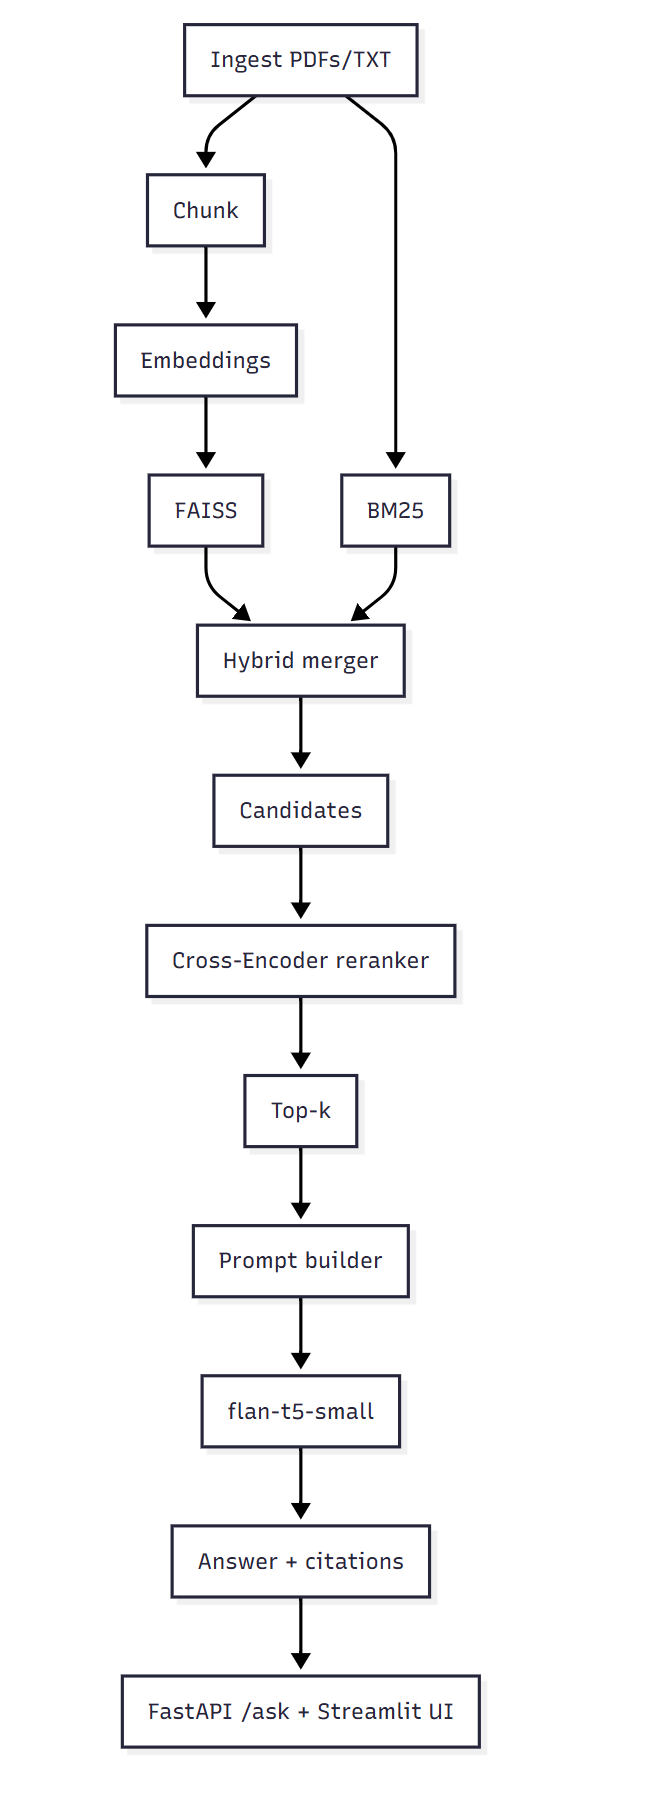 Ingest PDFs/TXT
Chunk
Embeddings
FAISS
BM25
Hybrid merger
Candidates
Cross-Encoder reranker
Top-k
Prompt builder
flan-t5-small
Answer + citations
FastAPI /ask + Streamlit UI